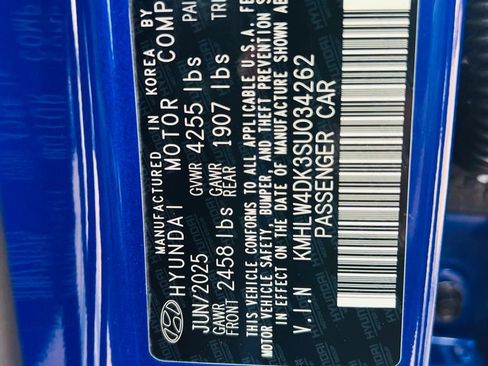 MANUFACTURED IN KOREA BY
HYUNDAI MOTOR COMP
JUN/2025 GVWR 4255 lbs PAI
GAWR FRONT 2458 lbs GAWR REAR 1907 lbs TRI
THIS VEHICLE CONFORMS TO ALL APPLICABLE U.S.A. FE
MOTOR VEHICLE SAFETY, BUMPER, AND THEFT PREVENTION S
IN EFFECT ON THE DATE OF MANUFACTURE SHOWN AB
V.I.N KMHLW4DK3SU034262
PASSENGER CAR